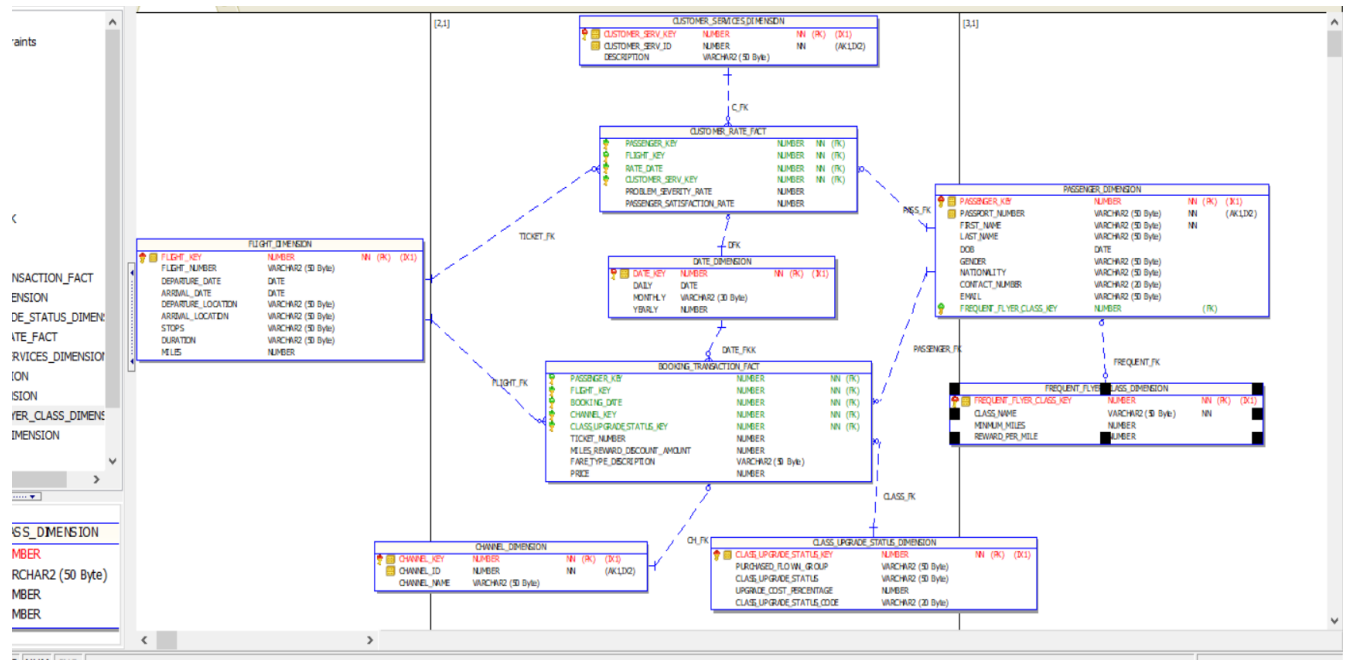 raints
NSACTION_FACT
ENSION
DE_STATUS_DIMEN:
ATE_FACT
ERVICES_DIMENSION
ION
NSION
YER_CLASS_DIMENS
IMENSION
ASS_DIMENSION
MBER
RCHAR2 (50 Byte)
MBER
MBER
[2,1]
[3,1]
CUSTOMER_SERVICES_DIMENSION
CUSTOMER_SERV_KEY NUMBER NN (PK) (IX1)
CUSTOMER_SERV_ID NUMBER NN (AK1,IX2)
DESCRIPTION VARCHAR2 (50 Byte)
C_FK
CUSTOMER_RATE_FACT
PASSENGER_KEY NUMBER NN (FK)
FLIGHT_KEY NUMBER NN (FK)
RATE_DATE NUMBER NN (FK)
CUSTOMER_SERV_KEY NUMBER NN (FK)
PROBLEM_SEVERITY_RATE NUMBER
PASSENGER_SATISFACTION_RATE NUMBER
TICKET_FK
DFK
PASS_FK
FLIGHT_DIMENSION
FLIGHT_KEY NUMBER NN (PK) (IX1)
FLIGHT_NUMBER VARCHAR2 (50 Byte)
DEPARTURE_DATE DATE
ARRIVAL_DATE DATE
DEPARTURE_LOCATION VARCHAR2 (50 Byte)
ARRIVAL_LOCATION VARCHAR2 (50 Byte)
STOPS VARCHAR2 (50 Byte)
DURATION VARCHAR2 (50 Byte)
MILES NUMBER
DATE_DIMENSION
DATE_KEY NUMBER NN (PK) (IX1)
DAILY DATE
MONTHLY VARCHAR2 (30 Byte)
YEARLY NUMBER
PASSENGER_DIMENSION
PASSENGER_KEY NUMBER NN (PK) (IX1)
PASSPORT_NUMBER VARCHAR2 (50 Byte) NN (AK1,IX2)
FIRST_NAME VARCHAR2 (50 Byte) NN
LAST_NAME VARCHAR2 (50 Byte)
DOB DATE
GENDER VARCHAR2 (50 Byte)
NATIONALITY VARCHAR2 (50 Byte)
CONTACT_NUMBER VARCHAR2 (20 Byte)
EMAIL VARCHAR2 (50 Byte)
FREQUENT_FLYER_CLASS_KEY NUMBER (FK)
DATE_FKK
PASSENGER_FK
FREQUENT_FK
FLIGHT_FK
BOOKING_TRANSACTION_FACT
PASSENGER_KEY NUMBER NN (FK)
FLIGHT_KEY NUMBER NN (FK)
BOOKING_DATE NUMBER NN (FK)
CHANNEL_KEY NUMBER NN (FK)
CLASS_UPGRADE_STATUS_KEY NUMBER NN (FK)
TICKET_NUMBER NUMBER
MILES_REWARD_DISCOUNT_AMOUNT NUMBER
FARE_TYPE_DESCRIPTION VARCHAR2 (50 Byte)
PRICE NUMBER
FREQUENT_FLYER CLASS_DIMENSION
FREQUENT_FLYER_CLASS_KEY NUMBER NN (PK) (IX1)
CLASS_NAME VARCHAR2 (50 Byte) NN
MINMUM_MILES NUMBER
REWARD_PER_MILE NUMBER
CLASS_FK
CH_FK
CHANNEL_DIMENSION
CHANNEL_KEY NUMBER NN (PK) (IX1)
CHANNEL_ID NUMBER NN (AK1,IX2)
CHANNEL_NAME VARCHAR2 (50 Byte)
CLASS_UPGRADE_STATUS_DIMENSION
CLASS_UPGRADE_STATUS_KEY NUMBER NN (PK) (IX1)
PURCHASED_FLOWN_GROUP VARCHAR2 (50 Byte)
CLASS_UPGRADE_STATUS VARCHAR2 (50 Byte)
UPGRADE_COST_PERCENTAGE NUMBER
CLASS_UPGRADE_STATUS_CODE VARCHAR2 (20 Byte)